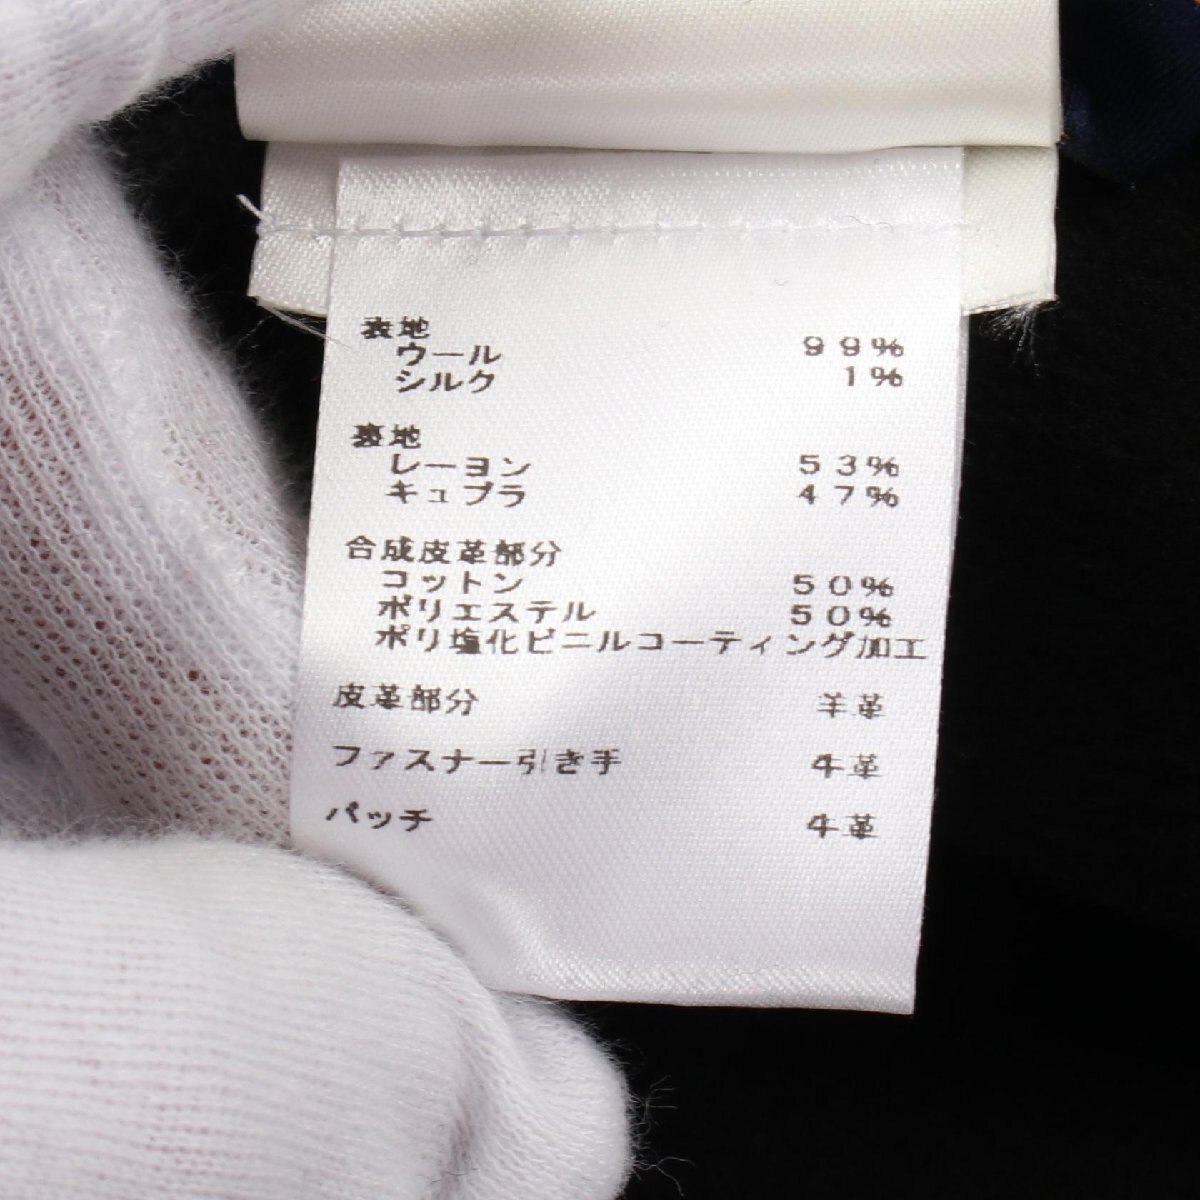 表地
ウール 99%
シルク 1%
裏地
レーヨン 53%
キュプラ 47%
合成皮革部分
コットン 50%
ポリエステル 50%
ポリ塩化ビニルコーティング加工
皮革部分 羊革
ファスナー引き手 牛革
パッチ 牛革